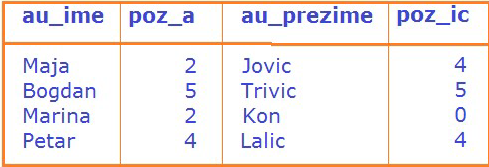 au_ime poz_a au_prezime poz_ic
Maja 2 Jovic 4
Bogdan 5 Trivic 5
Marina 2 Kon 0
Petar 4 Lalic 4